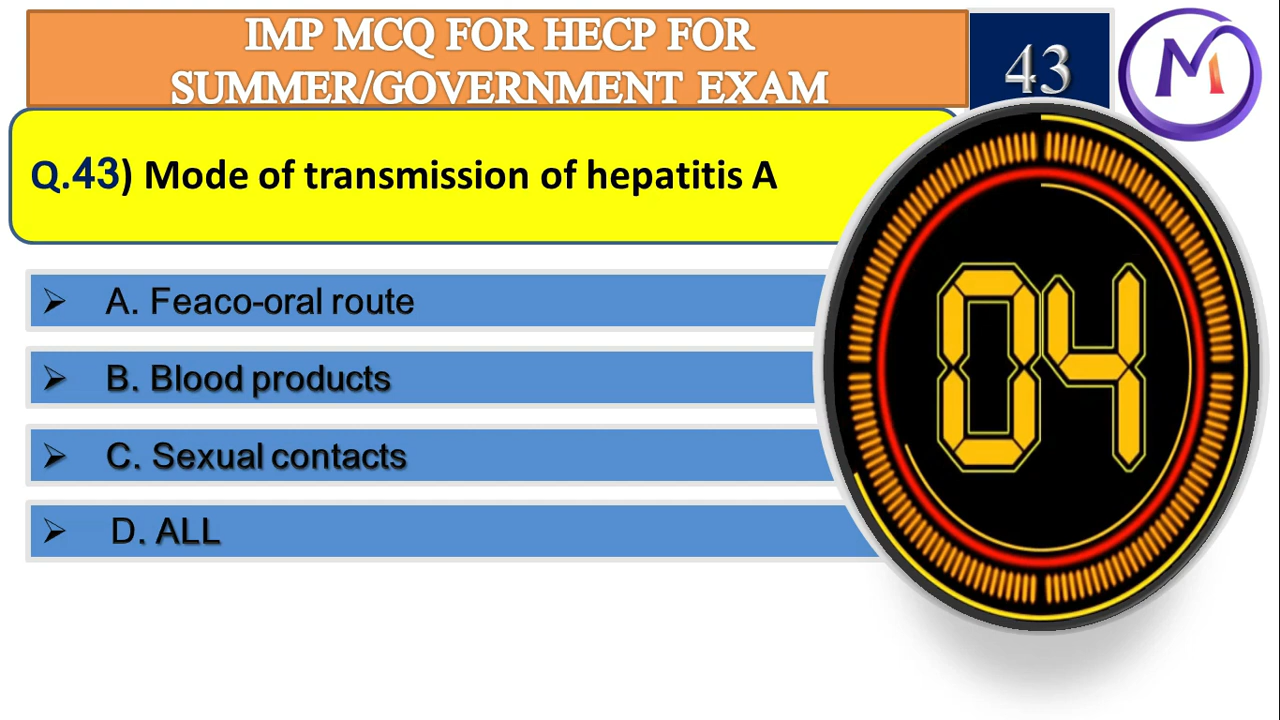 IMP MCQ FOR HECP FOR
SUMMER/GOVERNMENT EXAM
43
M
Q.43) Mode of transmission of hepatitis A
04
➢ A. Feaco-oral route
➢ B. Blood products
➢ C. Sexual contacts
➢ D. ALL